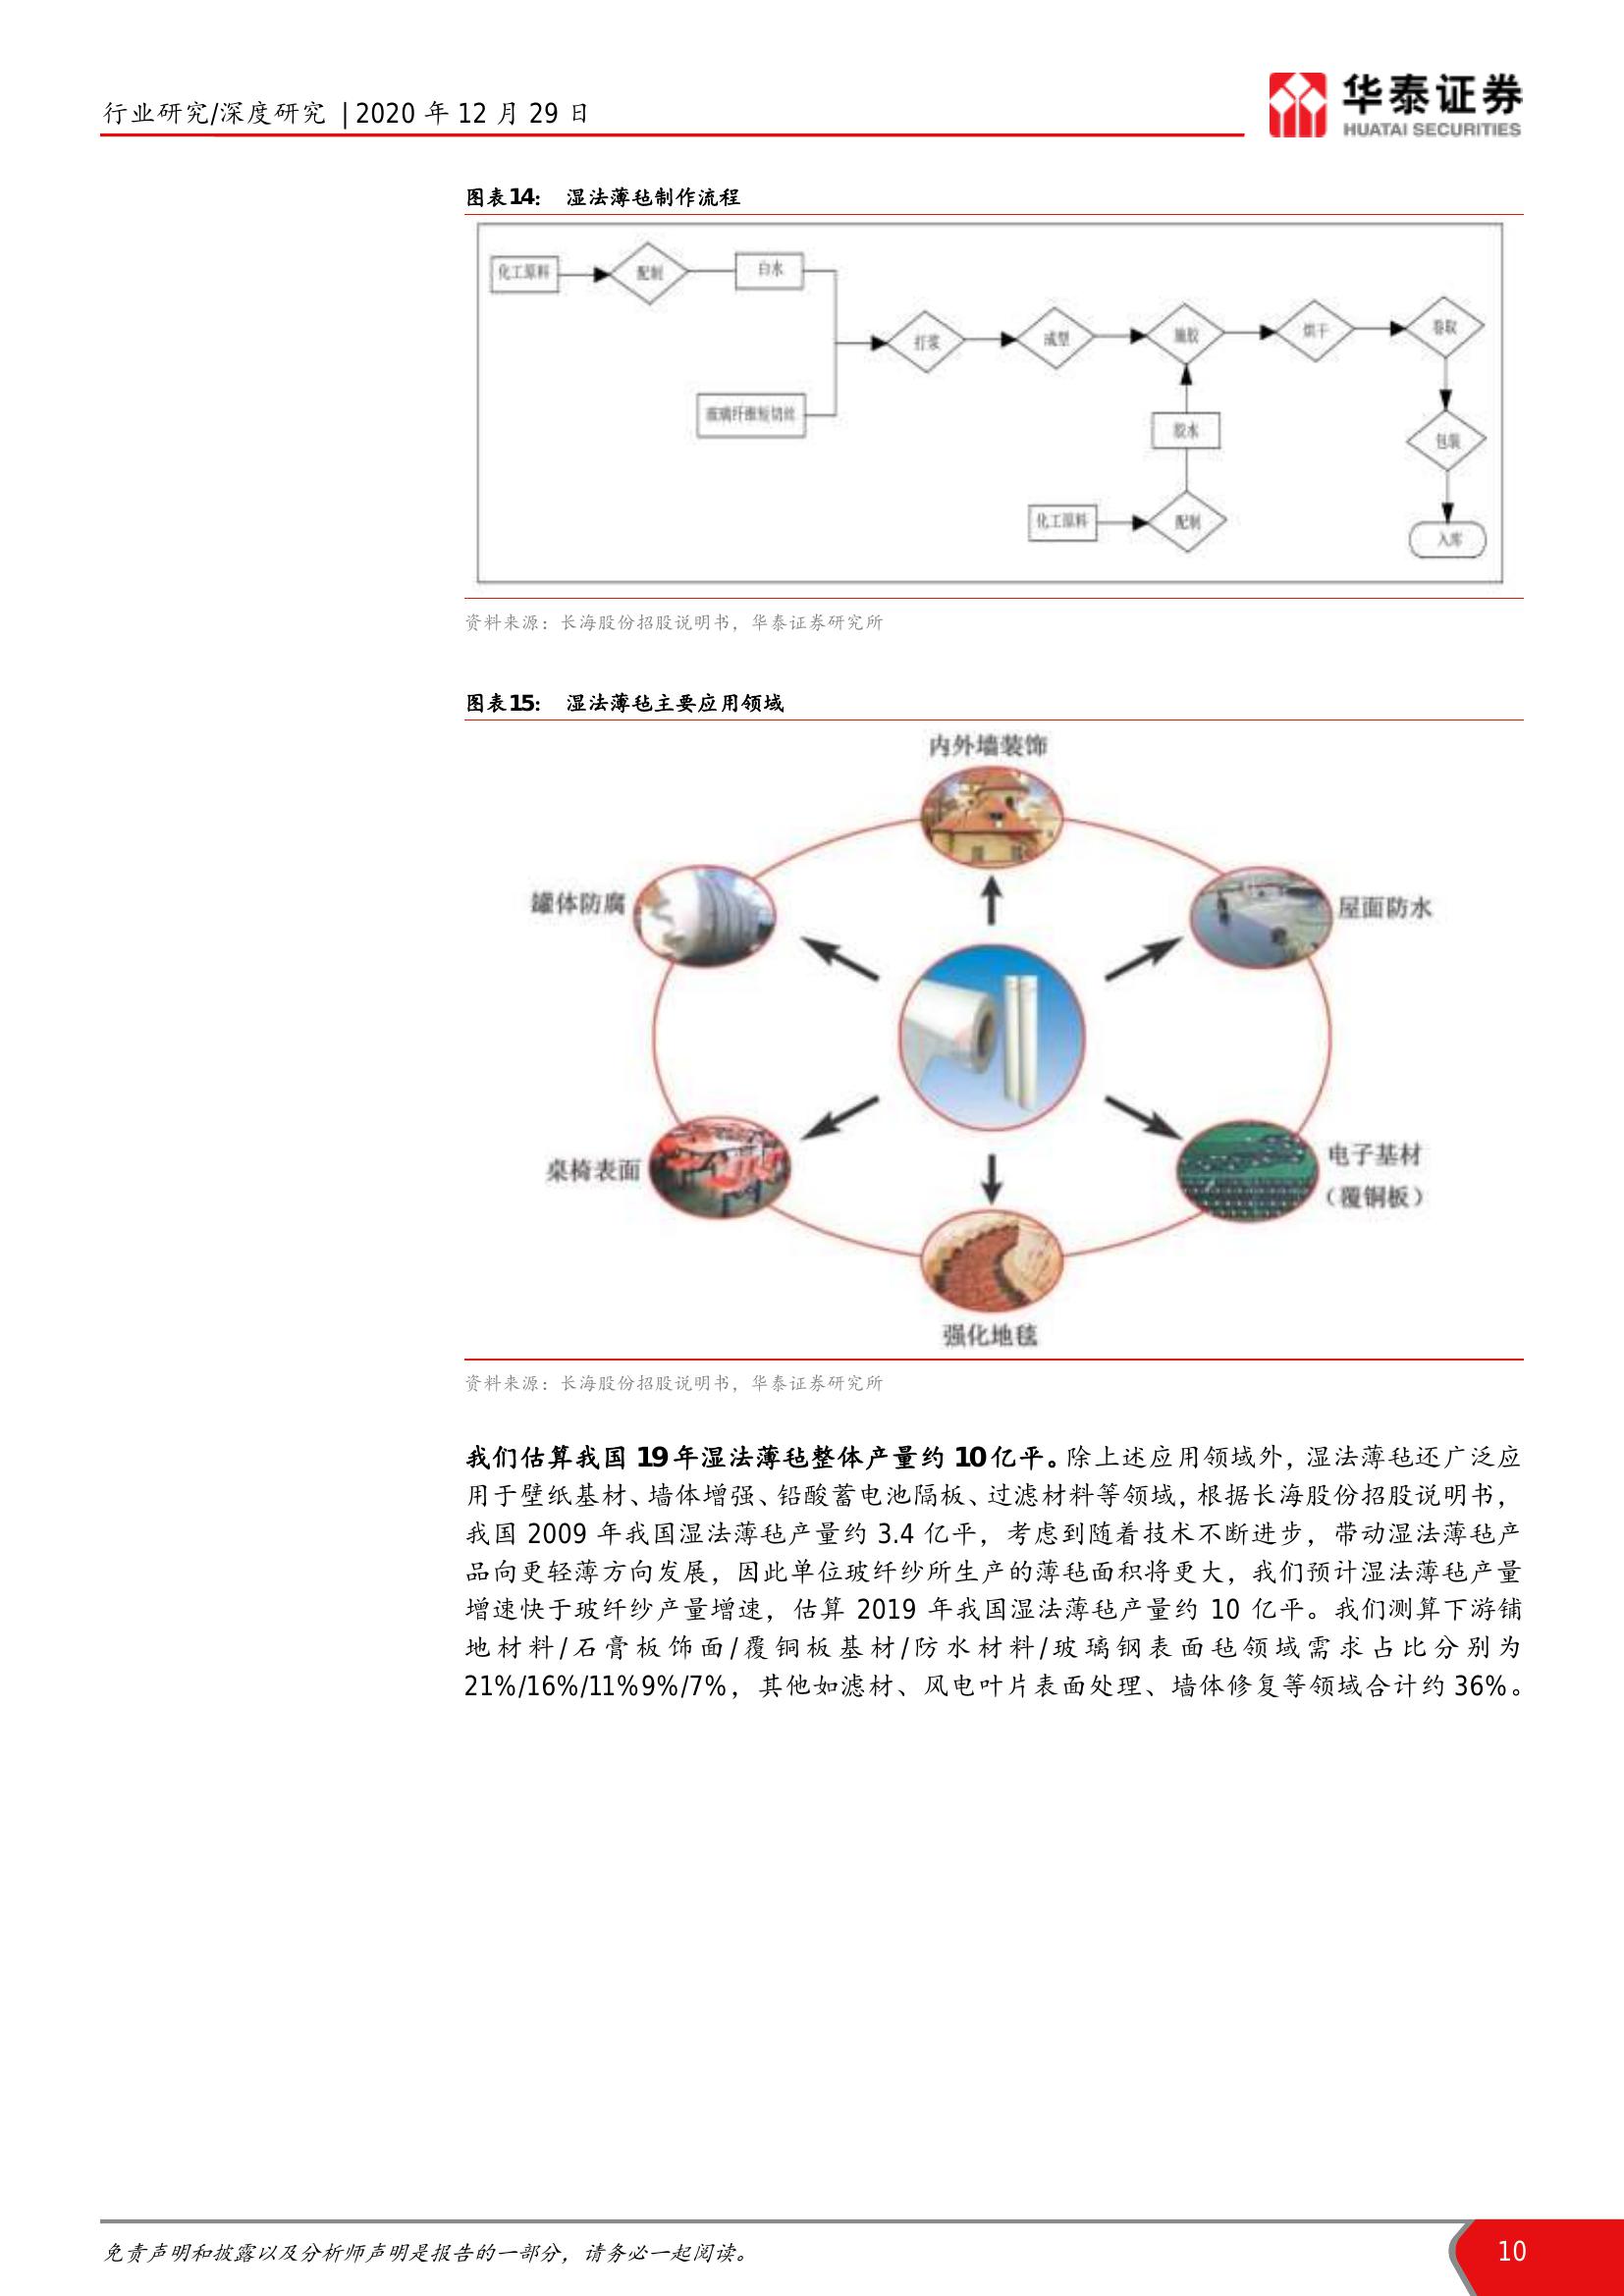 行业研究/深度研究 | 2020 年 12 月 29 日
华泰证券
HUATAI SECURITIES
图表14： 湿法薄毡制作流程
化工原料
配制
白水
玻璃纤维短切丝
打浆
成型
施胶
烘干
卷取
胶水
包装
化工原料
配制
入库
资料来源：长海股份招股说明书，华泰证券研究所
图表15： 湿法薄毡主要应用领域
内外墙装饰
罐体防腐
屋面防水
桌椅表面
电子基材
（覆铜板）
强化地毯
资料来源：长海股份招股说明书，华泰证券研究所
我们估算我国 19 年湿法薄毡整体产量约 10 亿平。除上述应用领域外，湿法薄毡还广泛应
用于壁纸基材、墙体增强、铅酸蓄电池隔板、过滤材料等领域，根据长海股份招股说明书，
我国 2009 年我国湿法薄毡产量约 3.4 亿平，考虑到随着技术不断进步，带动湿法薄毡产
品向更轻薄方向发展，因此单位玻纤纱所生产的薄毡面积将更大，我们预计湿法薄毡产量
增速快于玻纤纱产量增速，估算 2019 年我国湿法薄毡产量约 10 亿平。我们测算下游铺
地材料/石膏板饰面/覆铜板基材/防水材料/玻璃钢表面毡领域需求占比分别为
21%/16%/11%9%/7%，其他如滤材、风电叶片表面处理、墙体修复等领域合计约 36%。
免责声明和披露以及分析师声明是报告的一部分，请务必一起阅读。
10